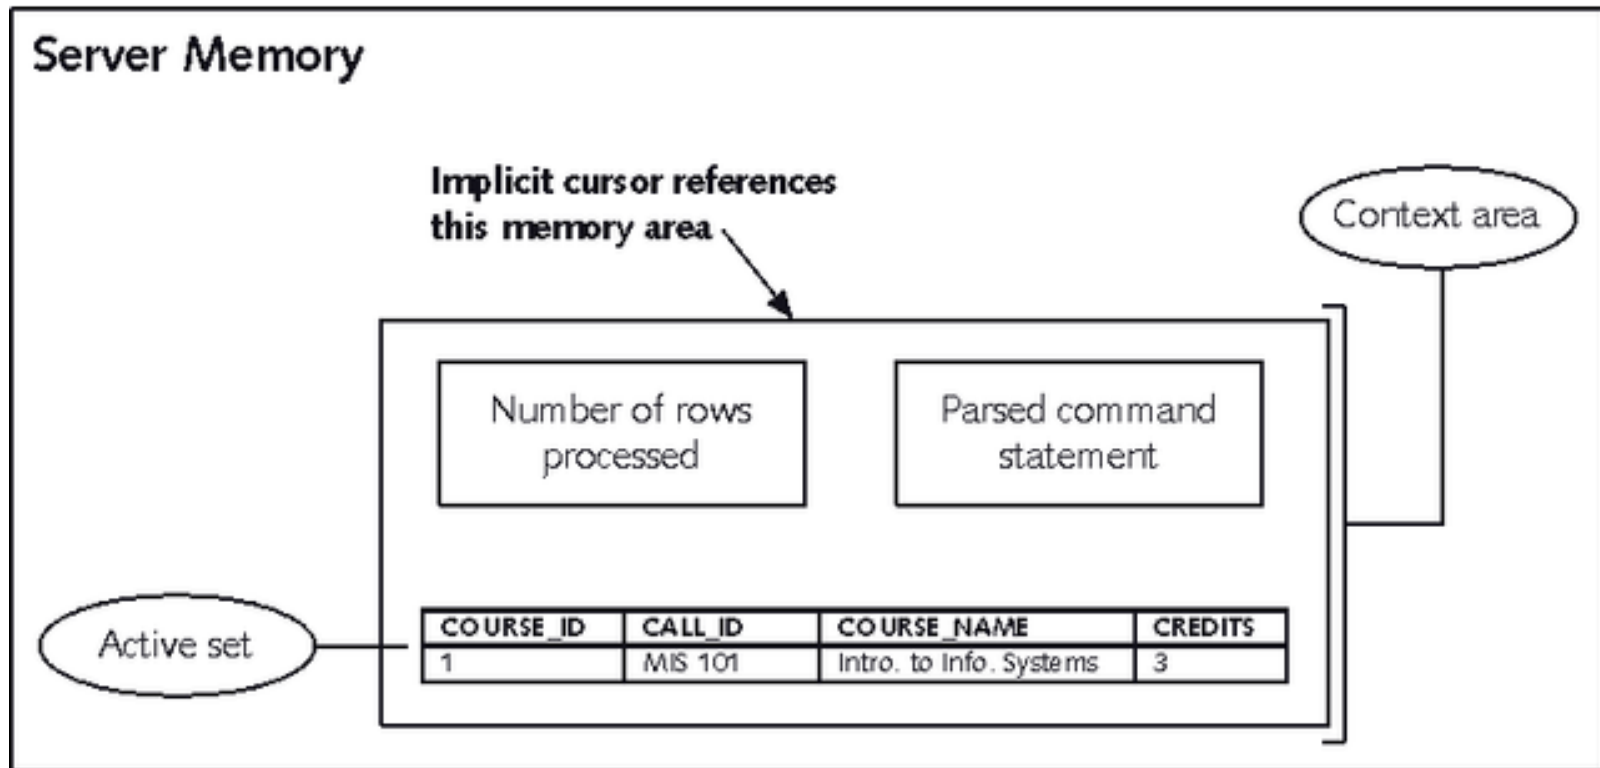 Server Memory
Implicit cursor references
this memory area
Context area
Number of rows
processed
Parsed command
statement
Active set
COURSE_ID CALL_ID COURSE_NAME CREDITS
1 MIS 101 Intro. to Info. Systems 3